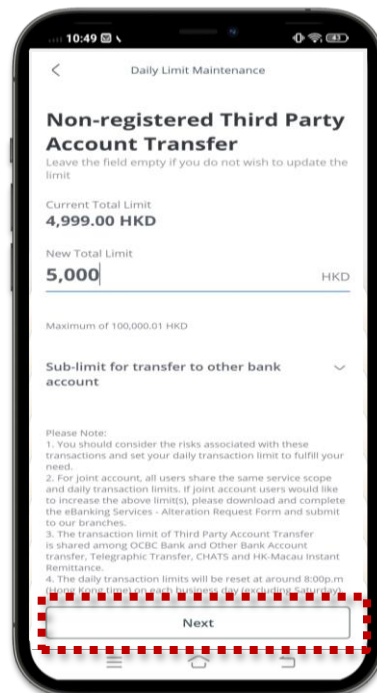 10:49
43
Daily Limit Maintenance
Non-registered Third Party
Account Transfer
Leave the field empty if you do not wish to update the
limit
Current Total Limit
4,999.00 HKD
New Total Limit
5,000
HKD
Maximum of 100,000.01 HKD
Sub-limit for transfer to other bank
account
Please Note:
1. You should consider the risks associated with these
transactions and set your daily transaction limit to fulfill your
need.
2. For joint account, all users share the same service scope
and daily transaction limits. If joint account users would like
to increase the above limit(s), please download and complete
the eBanking Services - Alteration Request Form and submit
to our branches.
3. The transaction limit of Third Party Account Transfer
is shared among OCBC Bank and Other Bank Account
transfer, Telegraphic Transfer, CHATS and HK-Macau Instant
Remittance.
4. The daily transaction limits will be reset at around 8:00p.m
(Hong Kong time) on each business day (excluding Saturday).
Next